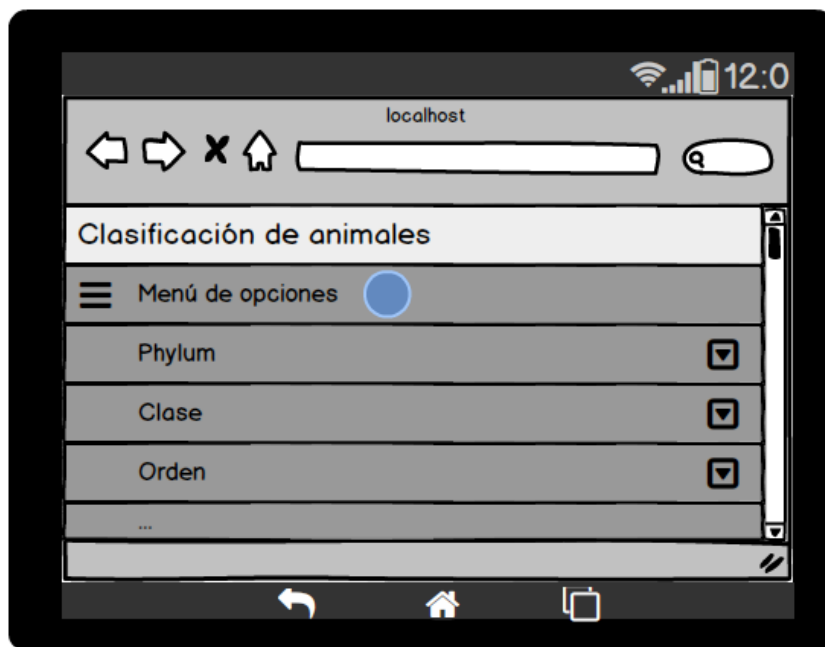 12:0
localhost
Clasificación de animales
Menú de opciones
Phylum
Clase
Orden
...